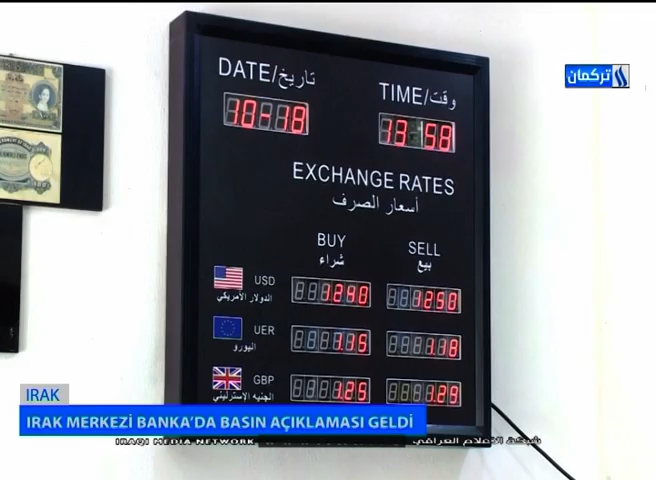 DATE/تاريخ
TIME/وقت
10-18
13 58
تركمان
EXCHANGE RATES
أسعار الصرف
BUY
شراء
SELL
بيع
USD
الدولار الأمريكي
1240
1250
UER
اليورو
1.15
1.18
GBP
الجنيه الإسترليني
1.25
1.29
IRAK
IRAK MERKEZİ BANKA'DA BASIN AÇIKLAMASI GELDİ
IRAQI MEDIA NETWORK
شبكة الاعلام العراقي